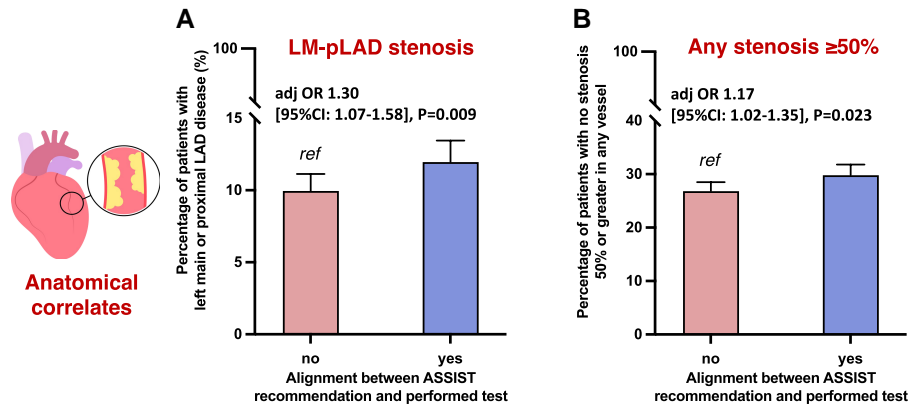 Anatomical
correlates
A
LM-pLAD stenosis
adj OR 1.30
[95%CI: 1.07-1.58], P=0.009
Percentage of patients with
left main or proximal LAD disease (%)
100
15
10
5
0
ref
no
yes
Alignment between ASSIST
recommendation and performed test
B
Any stenosis ≥50%
adj OR 1.17
[95%CI: 1.02-1.35], P=0.023
Percentage of patients with no stenosis
50% or greater in any vessel
100
40
30
20
10
0
ref
no
yes
Alignment between ASSIST
recommendation and performed test